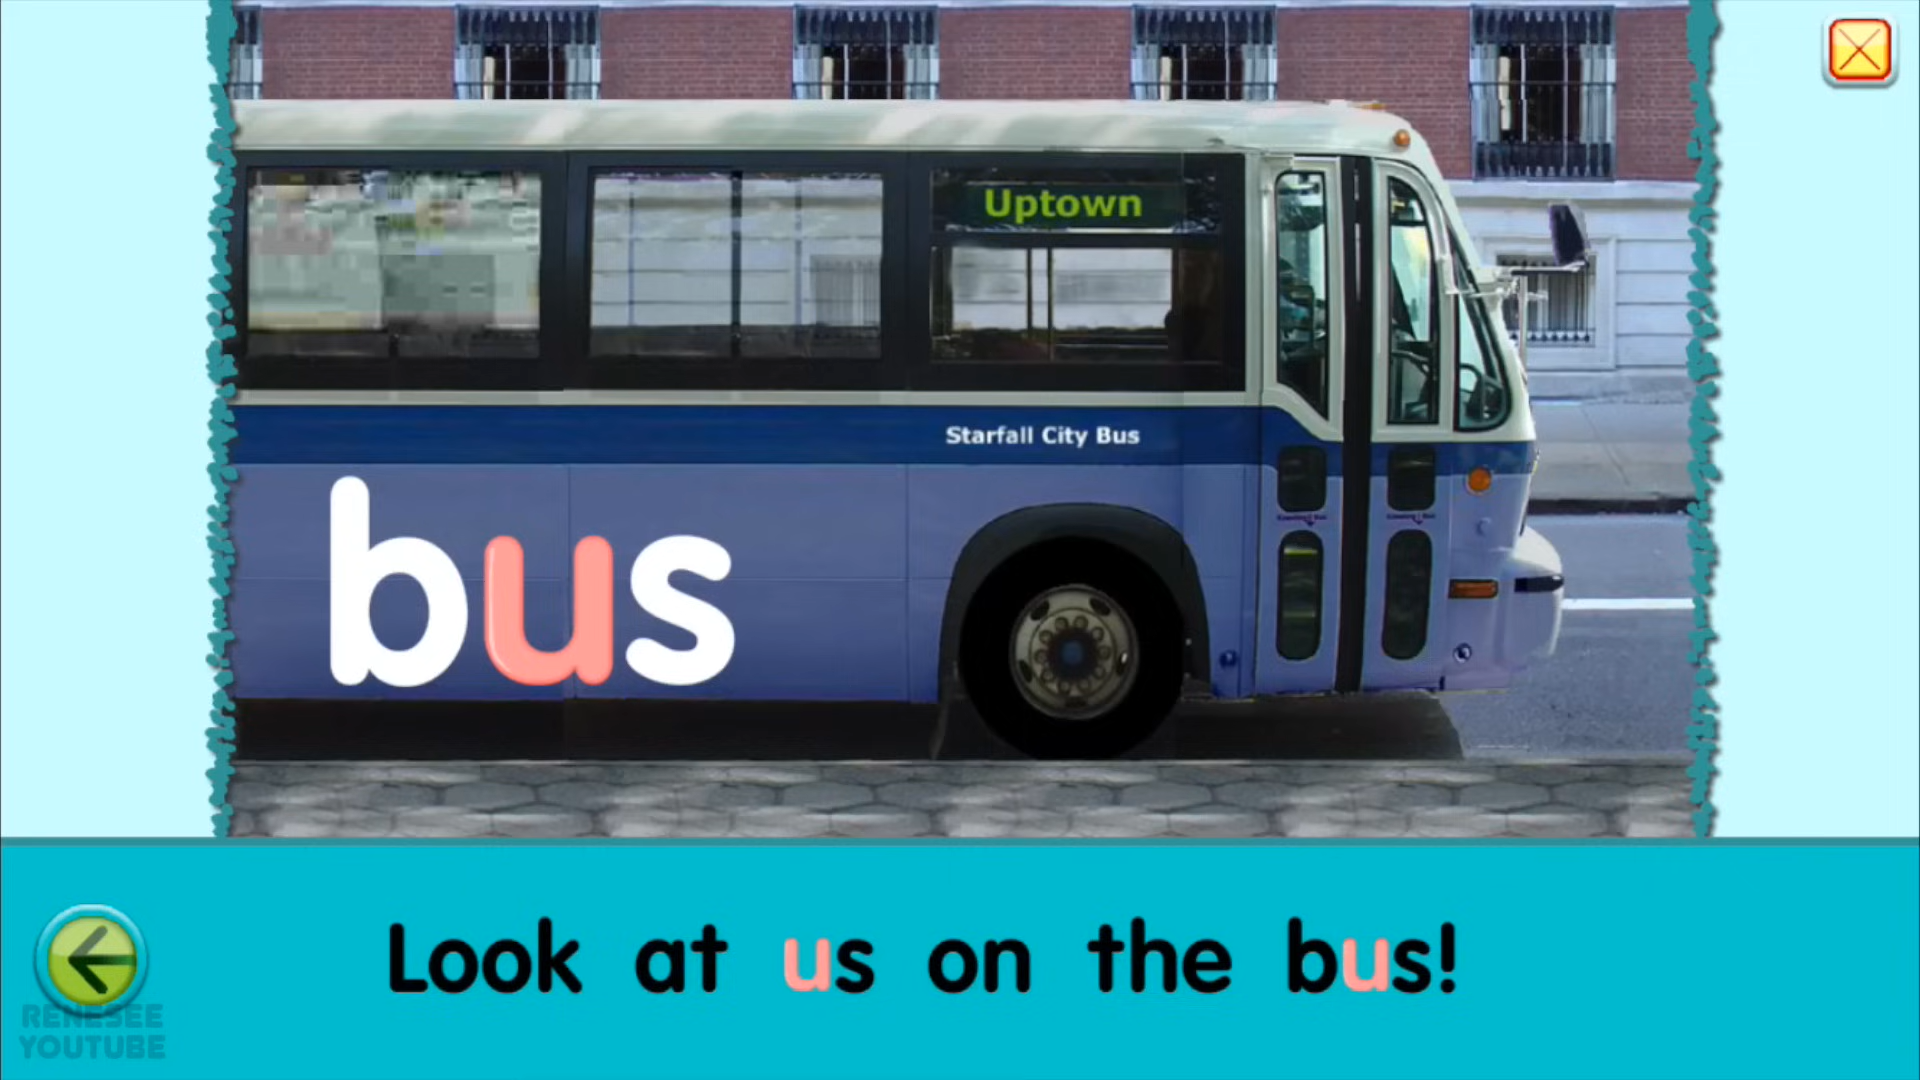 Uptown
Starfall City Bus
bus
Look at us on the bus!
RENESEE
YOUTUBE